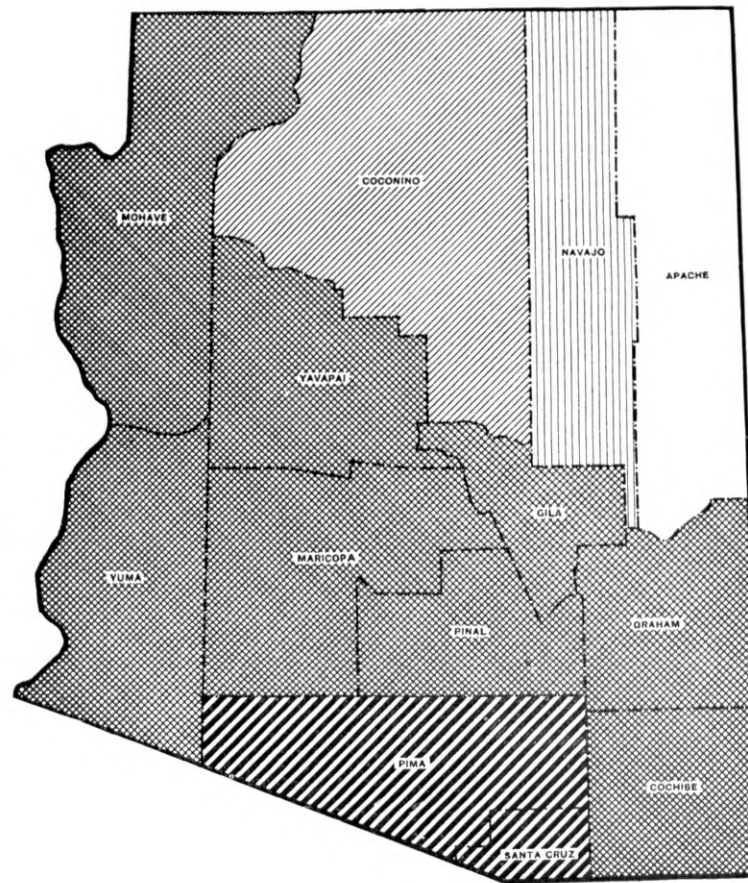 COCONINO
MOHAVE
NAVAJO
APACHE
YAVAPAI
GILA
MARICOPA
YUMA
GRAHAM
PINAL
PIMA
COCHISE
SANTA CRUZ